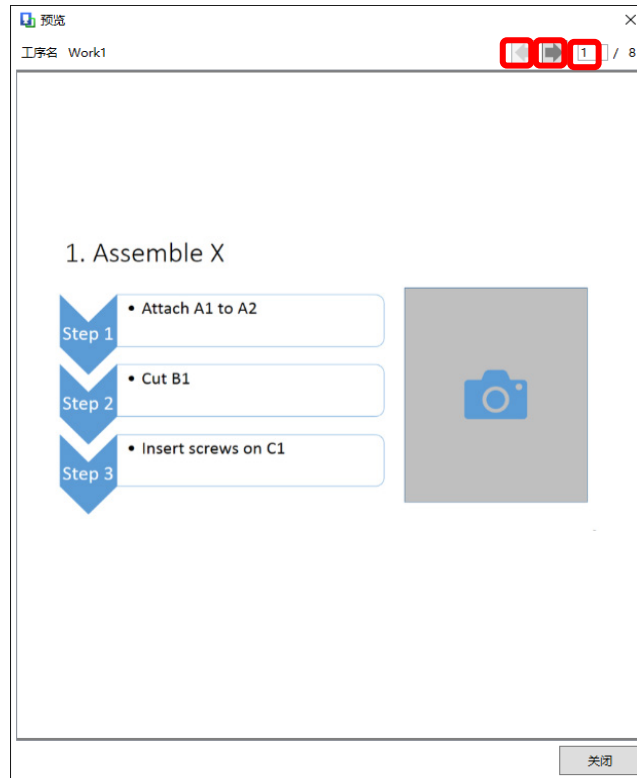 预览
工序名 Work1 1 / 8
1. Assemble X
Step 1
• Attach A1 to A2
Step 2
• Cut B1
Step 3
• Insert screws on C1
关闭